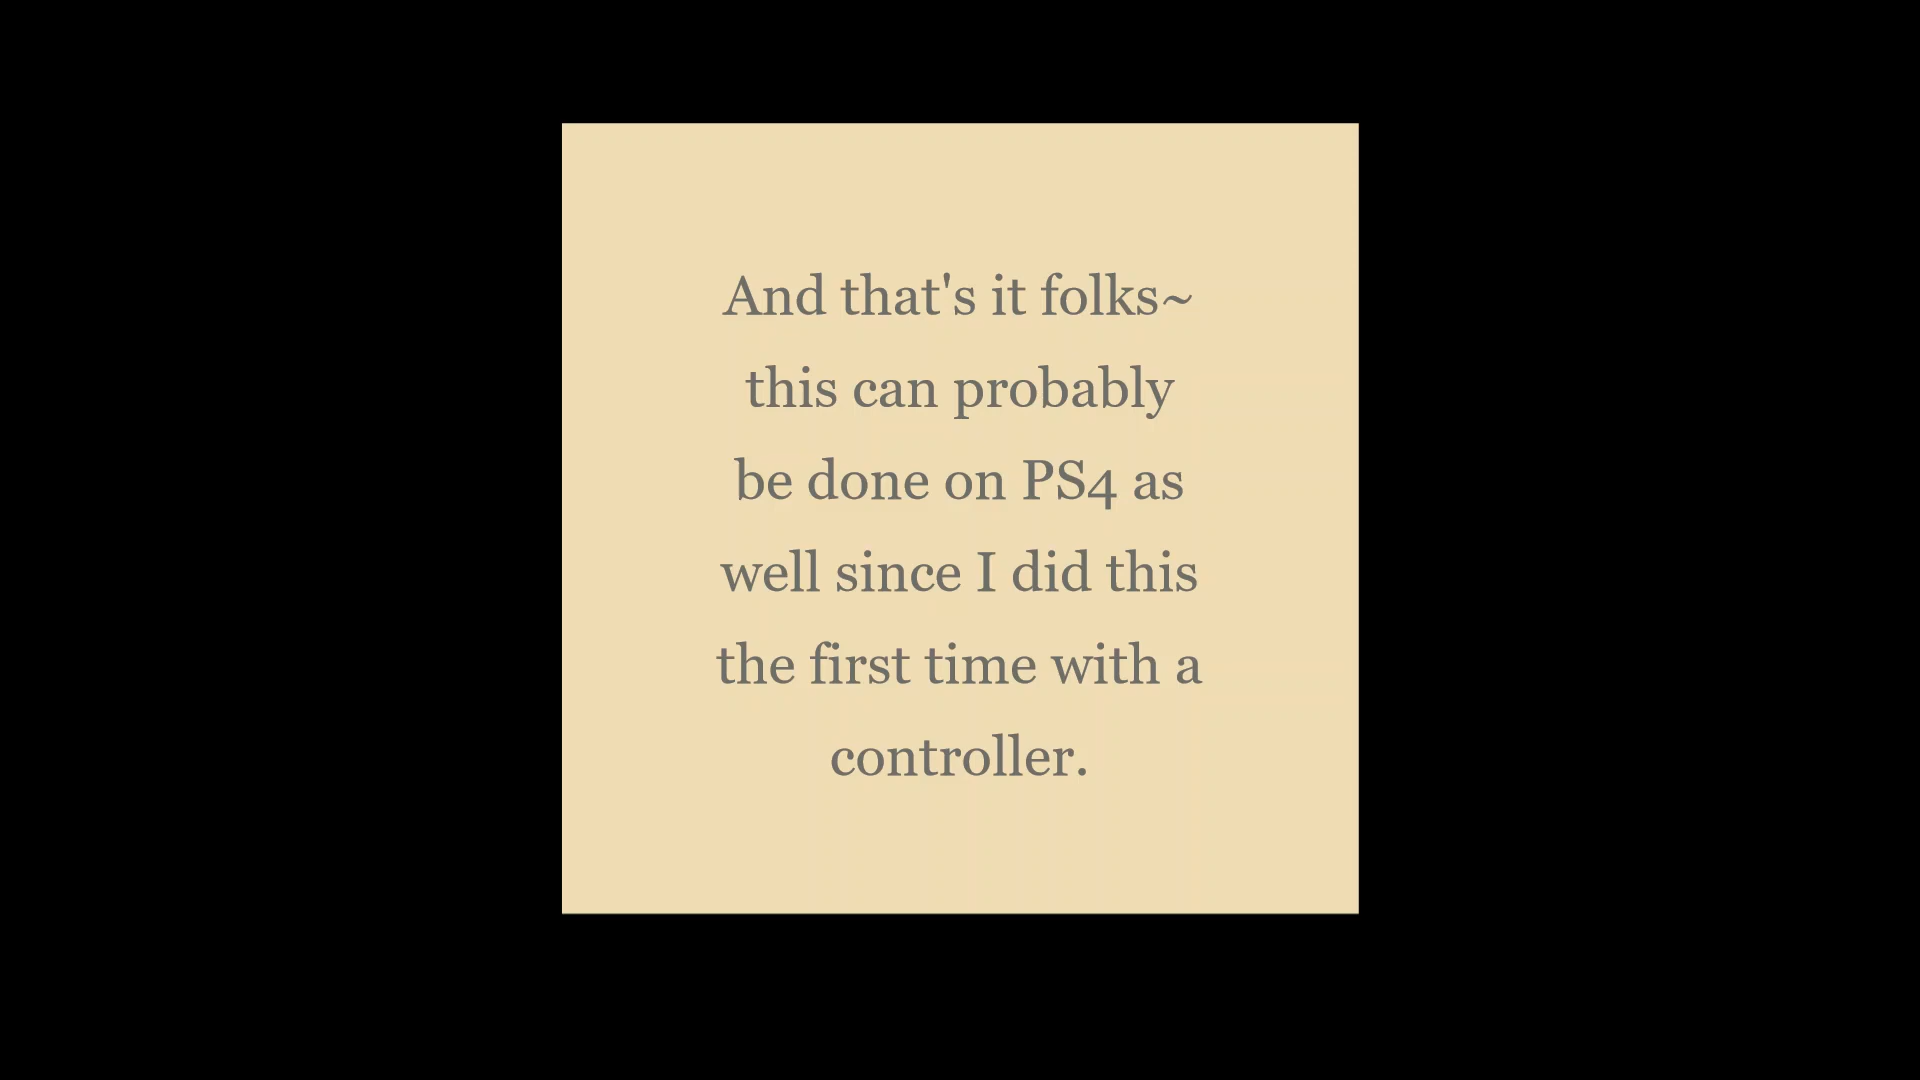 And that's it folks~
this can probably
be done on PS4 as
well since I did this
the first time with a
controller.